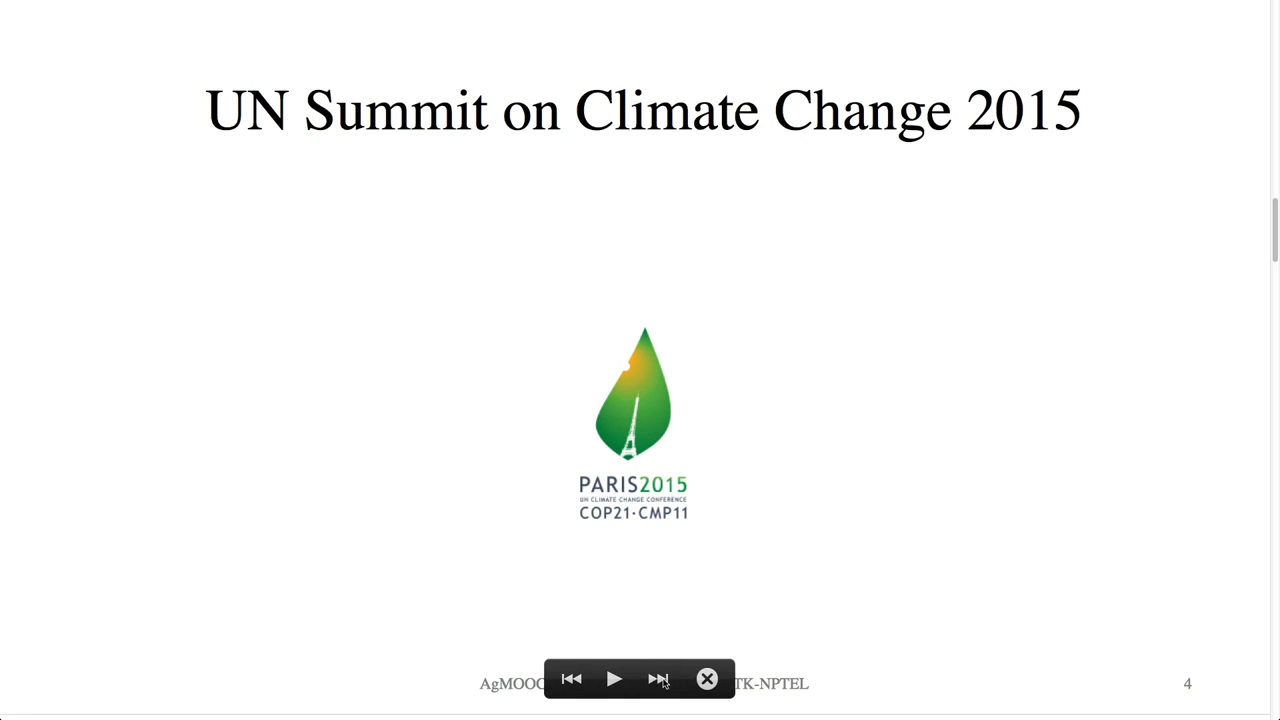 UN Summit on Climate Change 2015
PARIS2015
UN CLIMATE CHANGE CONFERENCE
COP21·CMP11
AgMOOC
TK-NPTEL
4